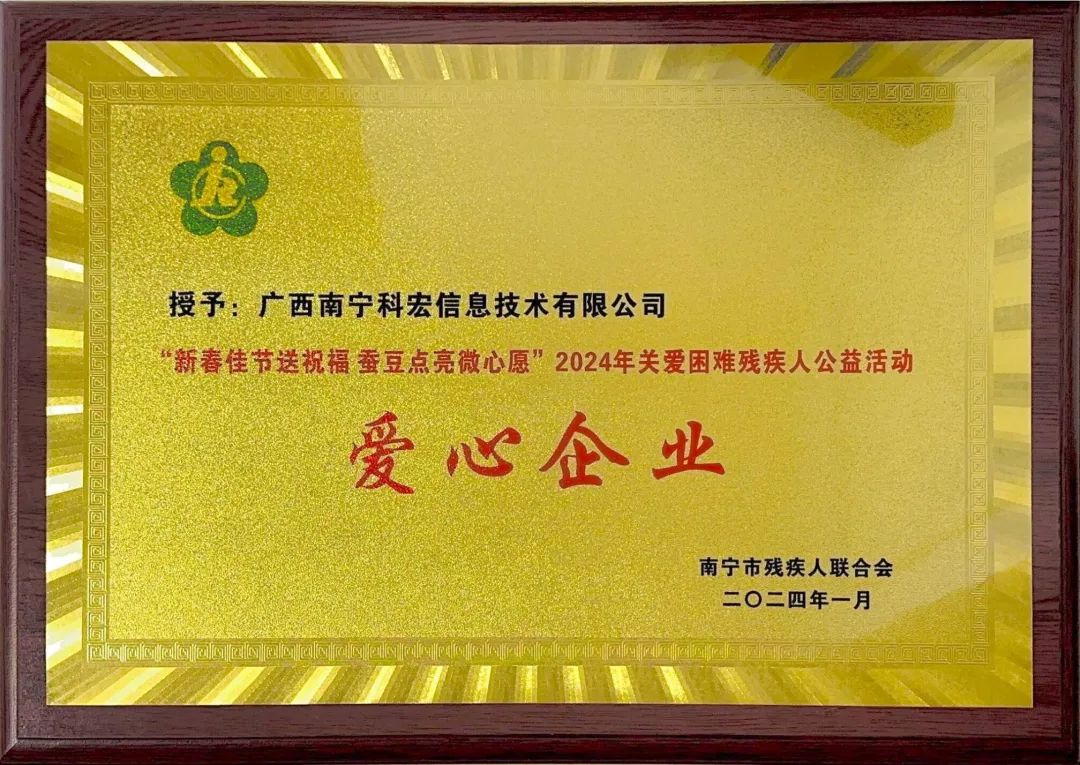 授予：广西南宁科宏信息技术有限公司
“新春佳节送祝福 蚕豆点亮微心愿”2024年关爱困难残疾人公益活动
爱心企业
南宁市残疾人联合会
二〇二四年一月